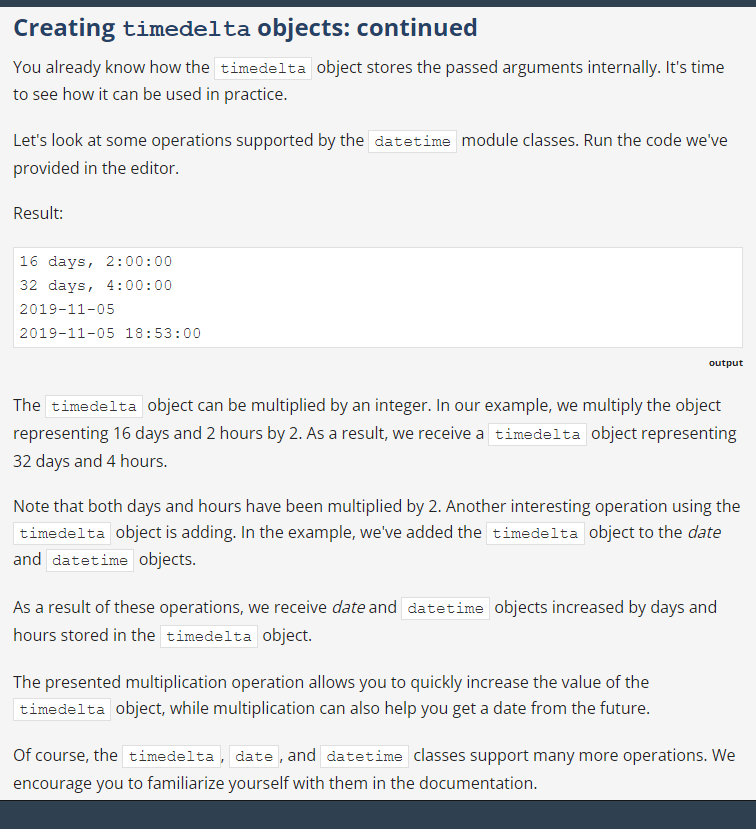 Creating timedelta objects: continued
You already know how the timedelta object stores the passed arguments internally. It's time
to see how it can be used in practice.
Let's look at some operations supported by the datetime module classes. Run the code we've
provided in the editor.
Result:
16 days, 2:00:00
32 days, 4:00:00
2019-11-05
2019-11-05 18:53:00
output
The timedelta object can be multiplied by an integer. In our example, we multiply the object
representing 16 days and 2 hours by 2. As a result, we receive a timedelta object representing
32 days and 4 hours.
Note that both days and hours have been multiplied by 2. Another interesting operation using the
timedelta object is adding. In the example, we've added the timedelta object to the date
and datetime objects.
As a result of these operations, we receive date and datetime objects increased by days and
hours stored in the timedelta object.
The presented multiplication operation allows you to quickly increase the value of the
timedelta object, while multiplication can also help you get a date from the future.
Of course, the timedelta, date, and datetime classes support many more operations. We
encourage you to familiarize yourself with them in the documentation.